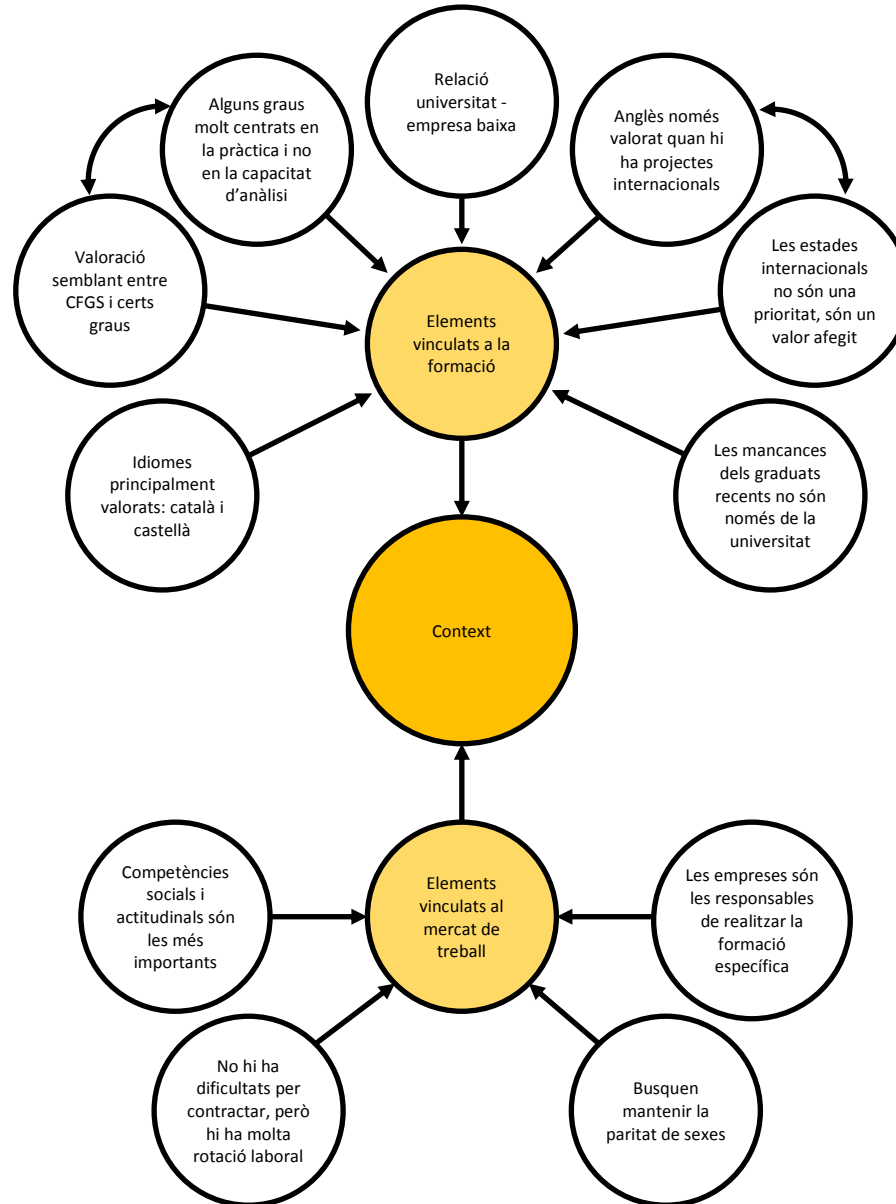 Relació
universitat -
empresa baixa
Alguns graus
molt centrats en
la pràctica i no
en la capacitat
d’anàlisi
Anglès només
valorat quan hi
ha projectes
internacionals
Valoració
semblant entre
CFGS i certs
graus
Les estades
internacionals
no són una
prioritat, són un
valor afegit
Elements
vinculats a la
formació
Idiomes
principalment
valorats: català i
castellà
Les mancances
dels graduats
recents no són
només de la
universitat
Context
Competències
socials i
actitudinals són
les més
importants
Elements
vinculats al
mercat de
treball
Les empreses són
les responsables
de realitzar la
formació
específica
No hi ha
dificultats per
contractar, però
hi ha molta
rotació laboral
Busquen
mantenir la
paritat de sexes